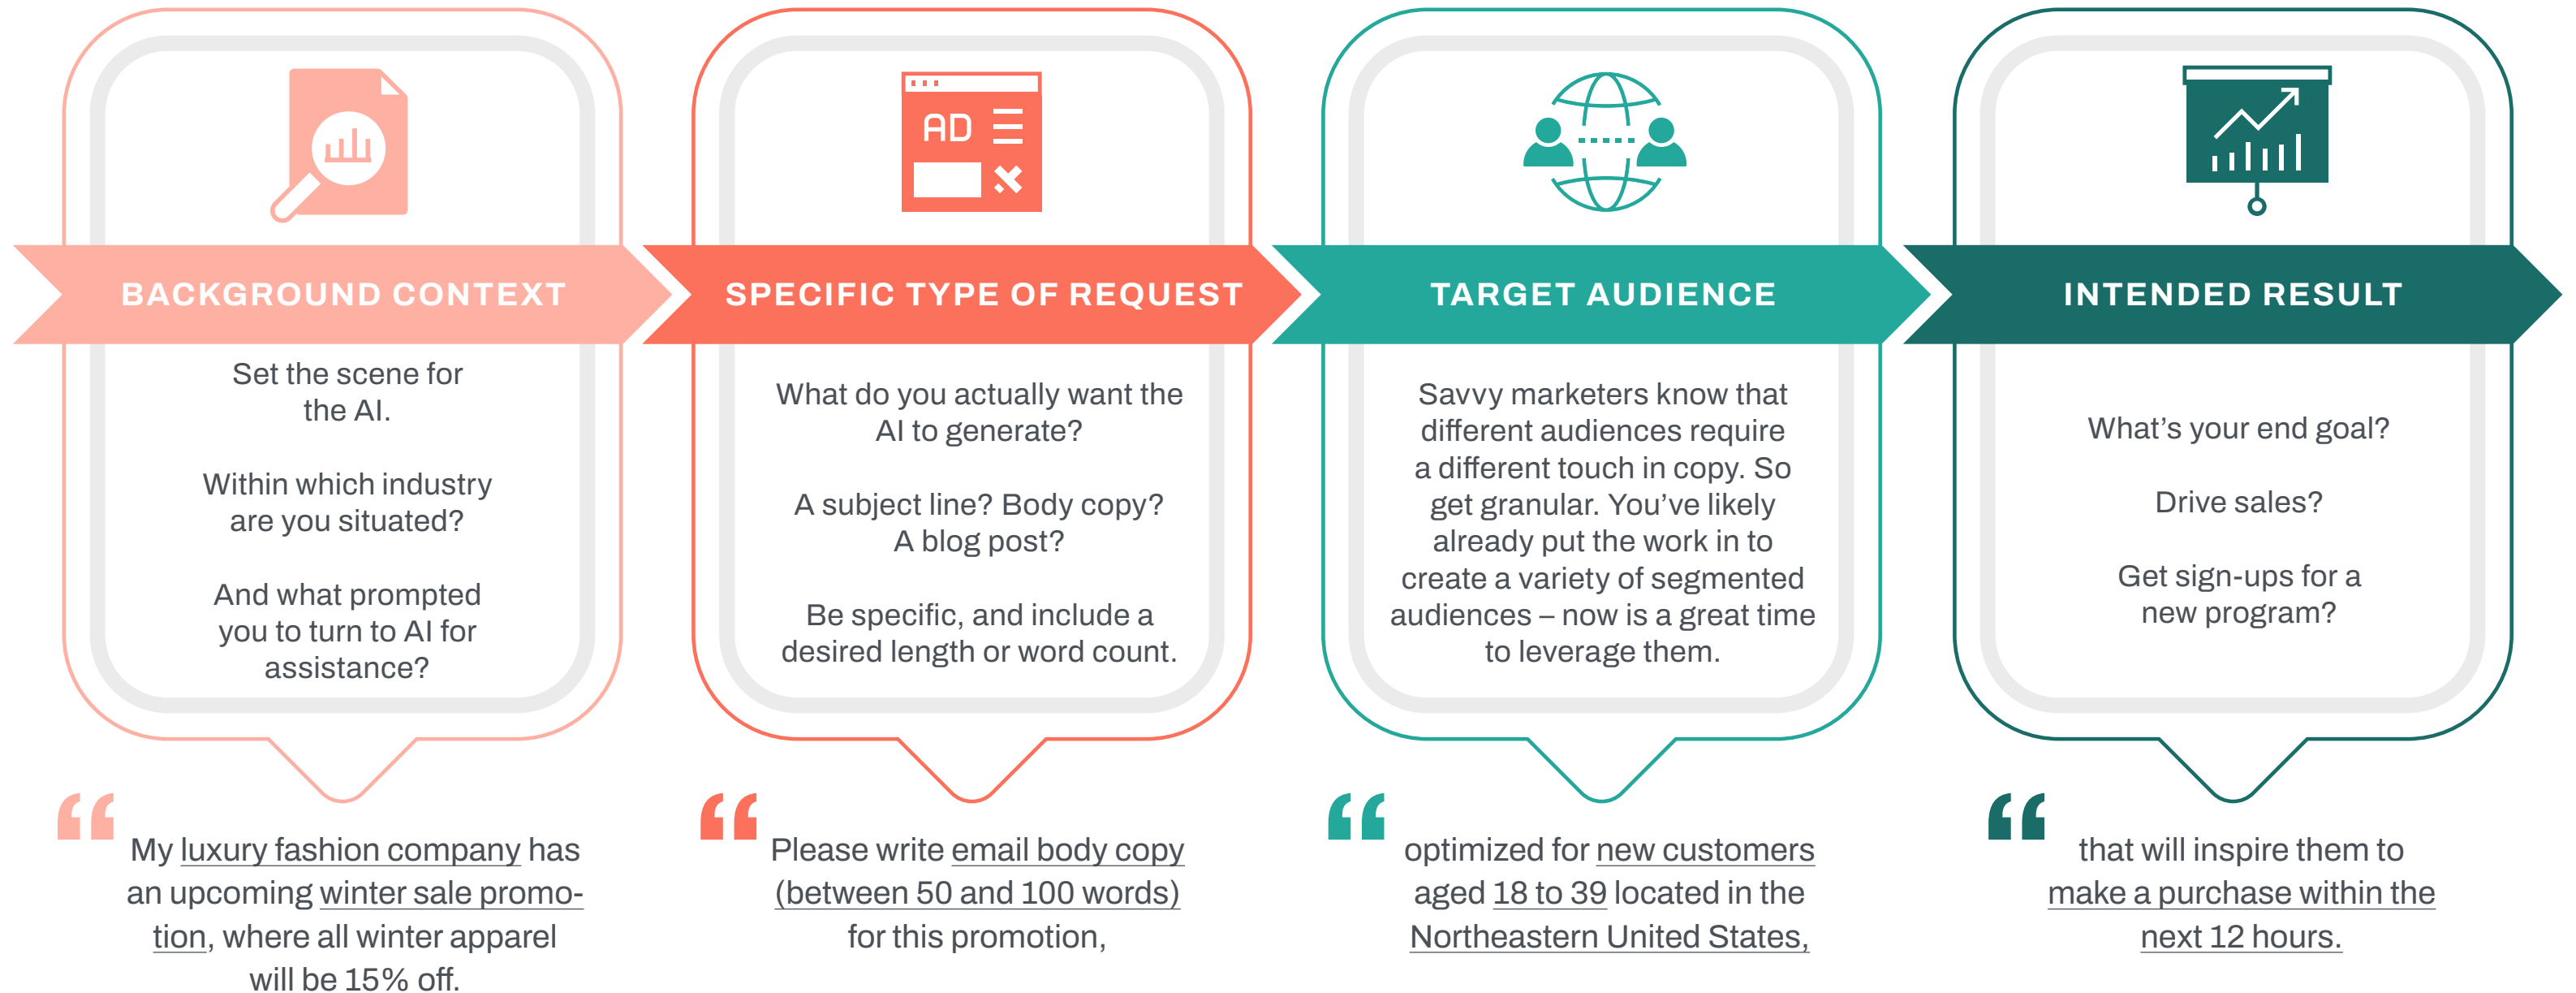 AD
BACKGROUND CONTEXT
Set the scene for
the AI.
Within which industry
are you situated?
And what prompted
you to turn to AI for
assistance?
“
My luxury fashion company has
an upcoming winter sale promo-
tion, where all winter apparel
will be 15% off.
SPECIFIC TYPE OF REQUEST
What do you actually want the
AI to generate?
A subject line? Body copy?
A blog post?
Be specific, and include a
desired length or word count.
“
Please write email body copy
(between 50 and 100 words)
for this promotion,
TARGET AUDIENCE
Savvy marketers know that
different audiences require
a different touch in copy. So
get granular. You’ve likely
already put the work in to
create a variety of segmented
audiences – now is a great time
to leverage them.
“
optimized for new customers
aged 18 to 39 located in the
Northeastern United States,
INTENDED RESULT
What’s your end goal?
Drive sales?
Get sign-ups for a
new program?
“
that will inspire them to
make a purchase within the
next 12 hours.